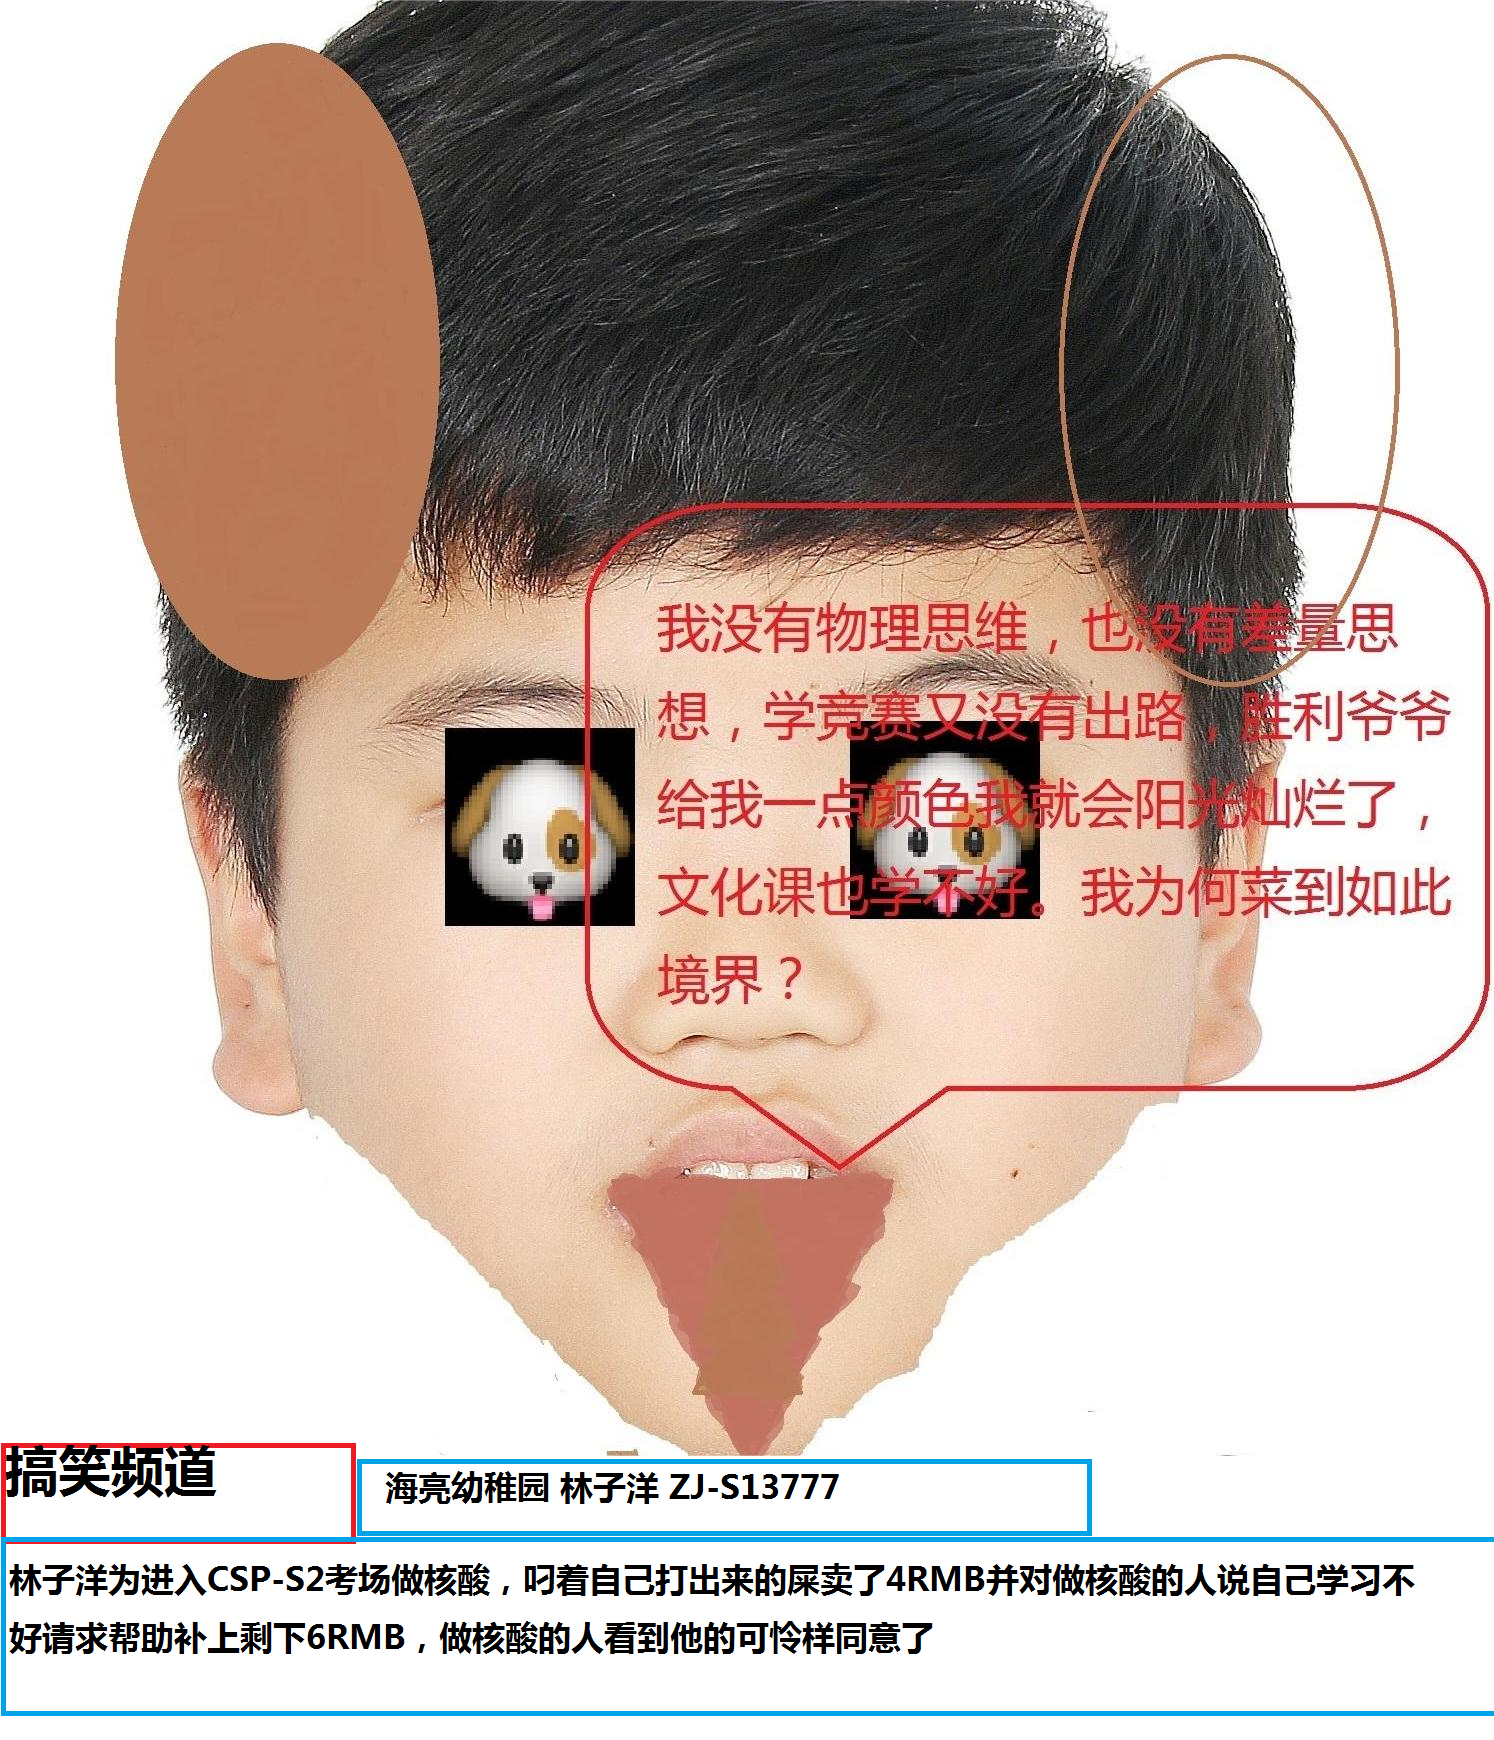 我没有物理思维，也没有差量思
想，学竞赛又没有出路，胜利爷爷
给我一点颜色我就会阳光灿烂了，
文化课也学不好。我为何菜到如此
境界？
搞笑频道
海亮幼稚园 林子洋 ZJ-S13777
林子洋为进入CSP-S2考场做核酸，叼着自己打出来的屎卖了4RMB并对做核酸的人说自己学习不
好请求帮助补上剩下6RMB，做核酸的人看到他的可怜样同意了